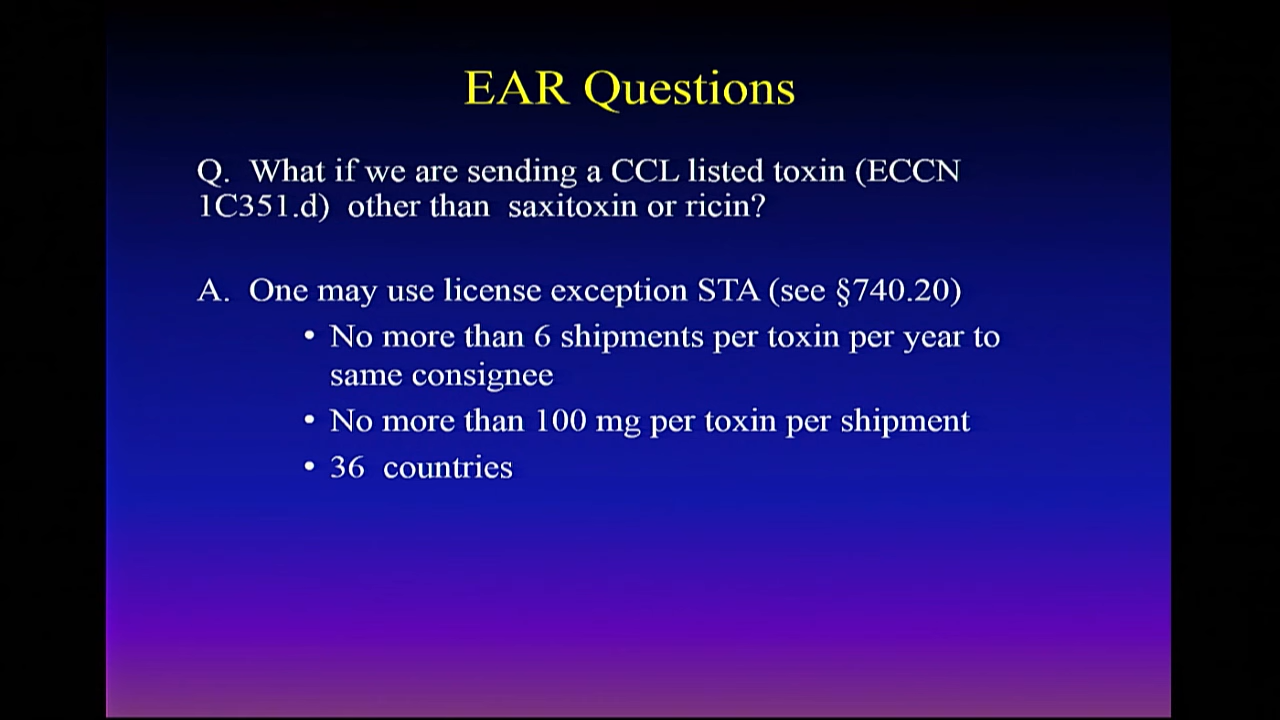 EAR Questions
Q. What if we are sending a CCL listed toxin (ECCN
1C351.d) other than saxitoxin or ricin?
A. One may use license exception STA (see §740.20)
• No more than 6 shipments per toxin per year to
same consignee
• No more than 100 mg per toxin per shipment
• 36 countries